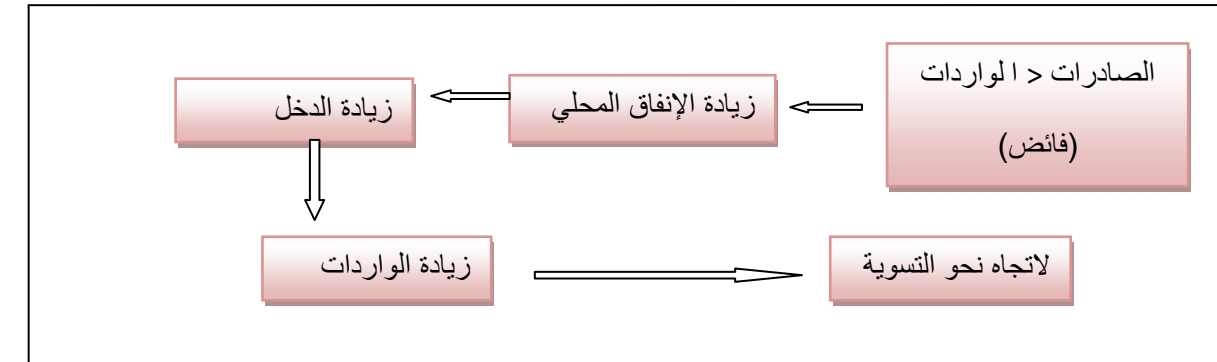 الصادرات > ا لواردات
(فائض)
زيادة الإنفاق المحلي
زيادة الدخل
زيادة الواردات
لاتجاه نحو التسوية